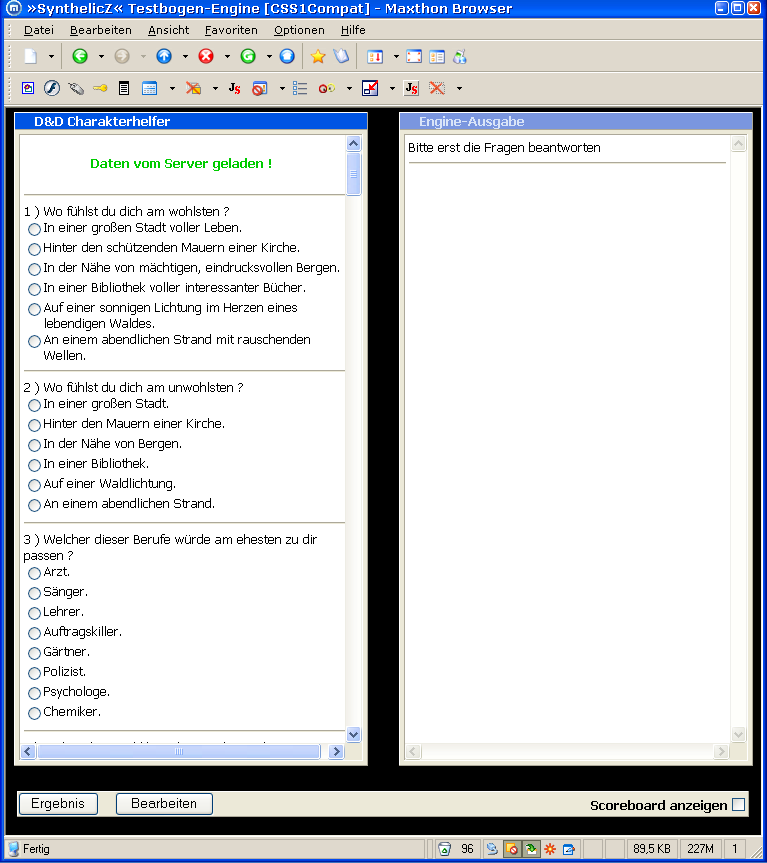 »SynthelicZ« Testbogen-Engine [CSS1Compat] - Maxthon Browser
Datei Bearbeiten Ansicht Favoriten Optionen Hilfe
D&D Charakterhelfer
Daten vom Server geladen !
1 ) Wo fühlst du dich am wohlsten ?
In einer großen Stadt voller Leben.
Hinter den schützenden Mauern einer Kirche.
In der Nähe von mächtigen, eindrucksvollen Bergen.
In einer Bibliothek voller interessanter Bücher.
Auf einer sonnigen Lichtung im Herzen eines
lebendigen Waldes.
An einem abendlichen Strand mit rauschenden
Wellen.
2 ) Wo fühlst du dich am unwohlsten ?
In einer großen Stadt.
Hinter den Mauern einer Kirche.
In der Nähe von Bergen.
In einer Bibliothek.
Auf einer Waldlichtung.
An einem abendlichen Strand.
3 ) Welcher dieser Berufe würde am ehesten zu dir
passen ?
Arzt.
Sänger.
Lehrer.
Auftragskiller.
Gärtner.
Polizist.
Psychologe.
Chemiker.
Engine-Ausgabe
Bitte erst die Fragen beantworten
Ergebnis Bearbeiten Scoreboard anzeigen
Fertig 96 89,5 KB 227M 1